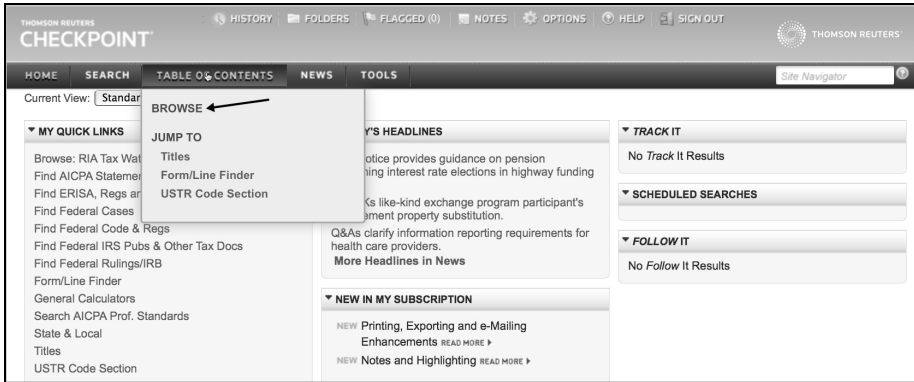 HISTORY FOLDERS FLAGGED (0) NOTES OPTIONS HELP SIGN OUT
THOMSON REUTERS
CHECKPOINT™
THOMSON REUTERS™
HOME SEARCH TABLE OF CONTENTS NEWS TOOLS
Site Navigator
Current View: Standar
BROWSE
JUMP TO
Titles
Form/Line Finder
USTR Code Section
MY QUICK LINKS
Browse: RIA Tax Wat
Find AICPA Stateme
Find ERISA, Regs a
Find Federal Cases
Find Federal Code & Regs
Find Federal IRS Pubs & Other Tax Docs
Find Federal Rulings/IRB
Form/Line Finder
General Calculators
Search AICPA Prof. Standards
State & Local
Titles
USTR Code Section
Y'S HEADLINES
otice provides guidance on pension
ing interest rate elections in highway funding
Ks like-kind exchange program participant's
ement property substitution.
Q&As clarify information reporting requirements for
health care providers.
More Headlines in News
NEW IN MY SUBSCRIPTION
NEW Printing, Exporting and e-Mailing
Enhancements READ MORE
NEW Notes and Highlighting READ MORE
TRACK IT
No Track It Results
SCHEDULED SEARCHES
FOLLOW IT
No Follow It Results